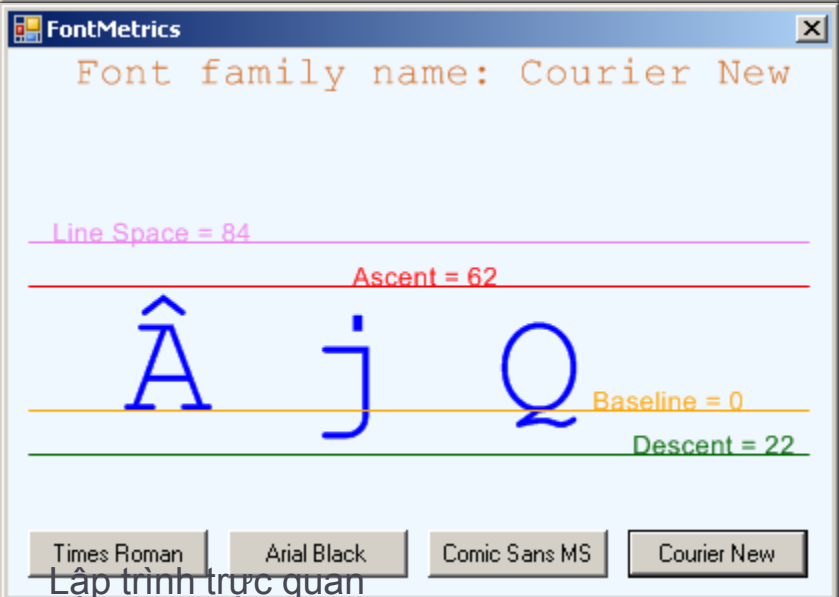 FontMetrics
Font family name: Courier New
Line Space = 84
Ascent = 62
Â j Q
Baseline = 0
Descent = 22
Times Roman Arial Black Comic Sans MS Courier New
Lập trình trực quan